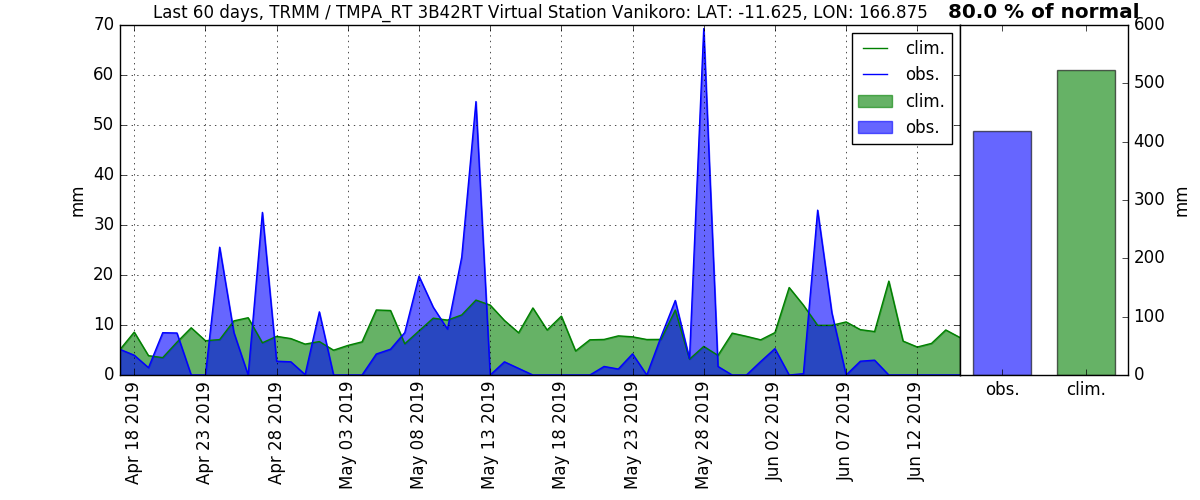 Last 60 days, TRMM / TMPA_RT 3B42RT Virtual Station Vanikoro: LAT: -11.625, LON: 166.875
80.0 % of normal
70
60
50
40
30
20
10
0
mm
clim.
obs.
clim.
obs.
Apr 18 2019
Apr 23 2019
Apr 28 2019
May 03 2019
May 08 2019
May 13 2019
May 18 2019
May 23 2019
May 28 2019
Jun 02 2019
Jun 07 2019
Jun 12 2019
600
500
400
300
200
100
0
mm
obs.
clim.